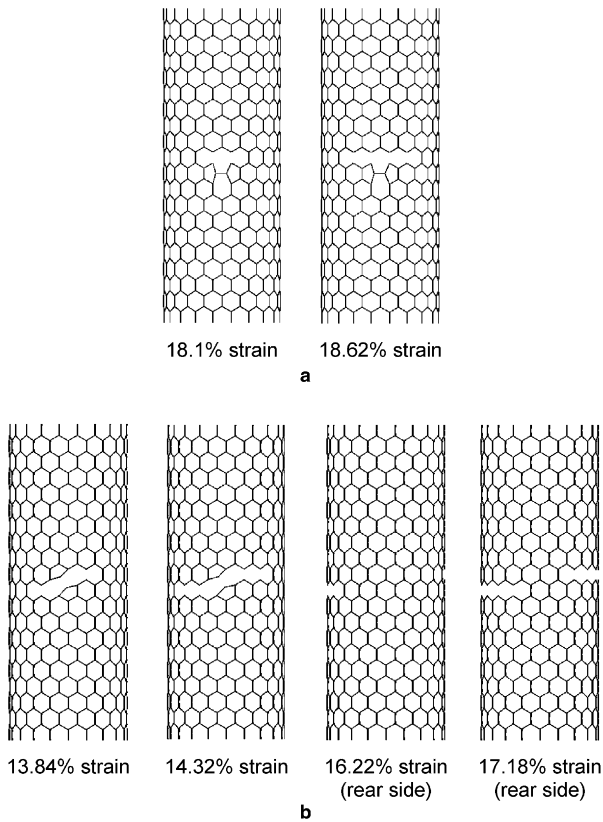 18.1% strain 18.62% strain
a
13.84% strain 14.32% strain 16.22% strain 17.18% strain
(rear side) (rear side)
b